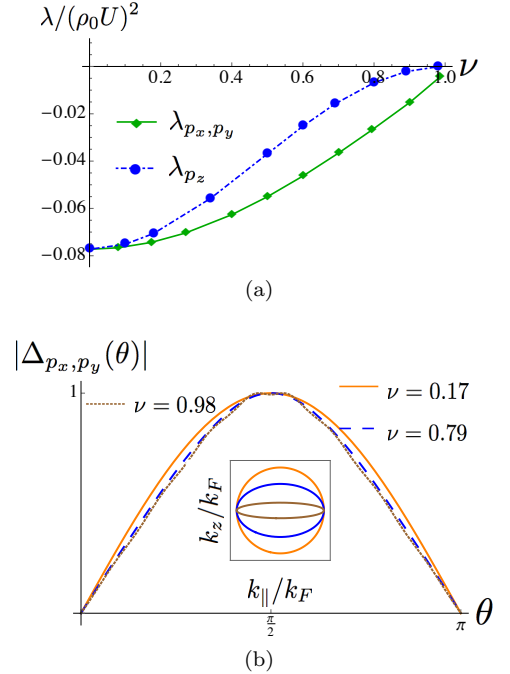 λ/(ρ₀U)²
0.2 0.4 0.6 0.8 1.0 ν
−0.02
−0.04
−0.06
−0.08
λ_{p_x,p_y}
λ_{p_z}
(a)
|Δ_{p_x,p_y}(θ)|
1
ν = 0.98
ν = 0.17
ν = 0.79
k_z/k_F
k_∥/k_F
π/2
π
θ
(b)